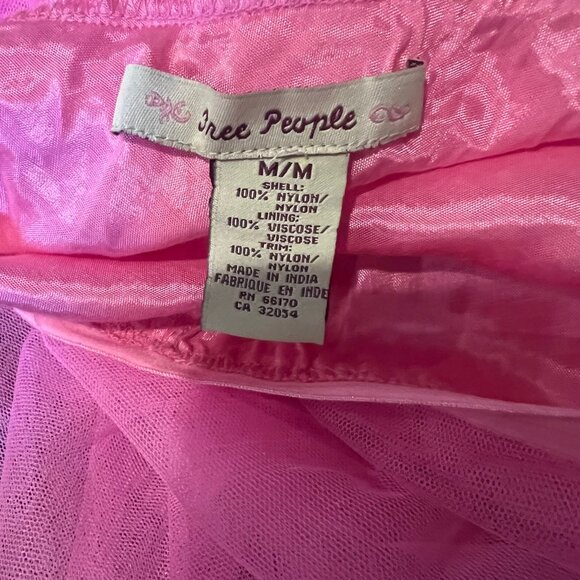 Free People
M/M
SHELL:
100% NYLON/
NYLON
LINING:
100% VISCOSE/
VISCOSE
TRIM:
100% NYLON/
NYLON
MADE IN INDIA
FABRIQUE EN INDE
RN 66170
CA 32054